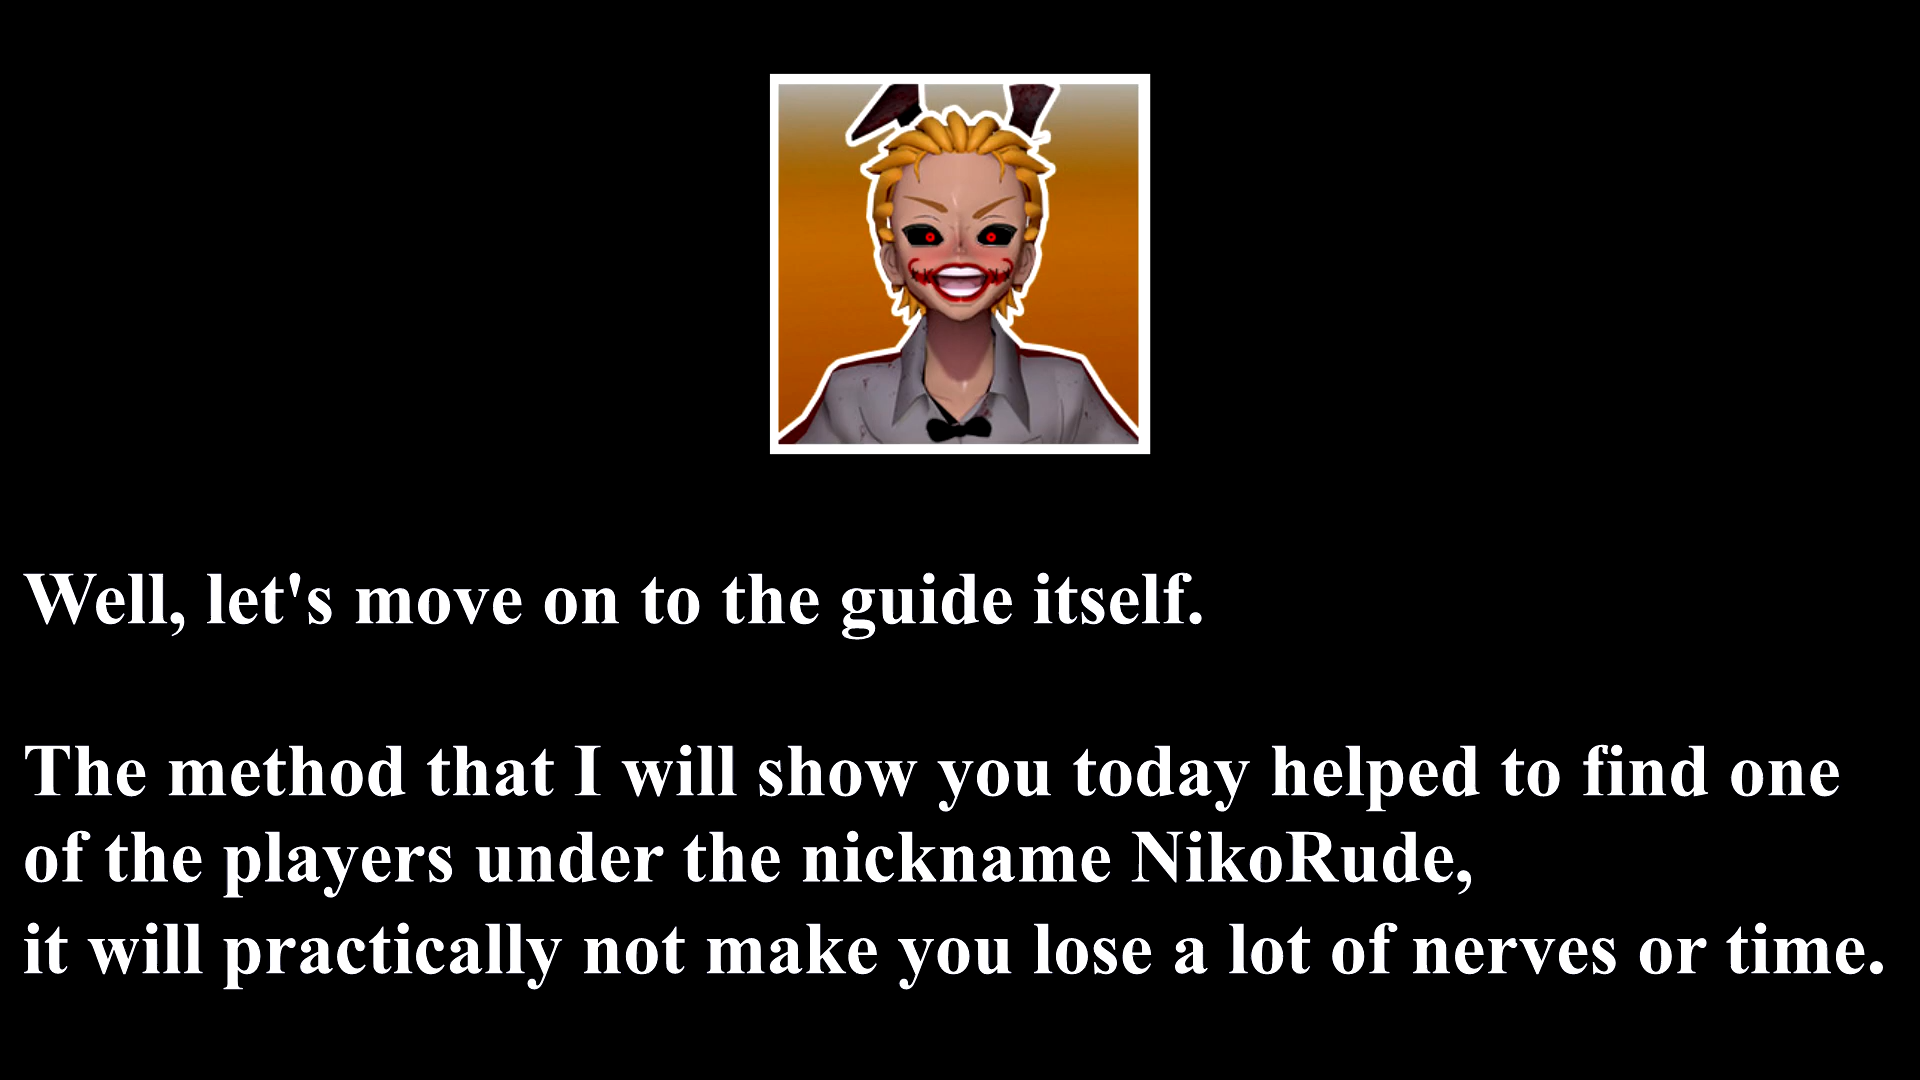 Well, let's move on to the guide itself.
The method that I will show you today helped to find one
of the players under the nickname NikoRude,
it will practically not make you lose a lot of nerves or time.